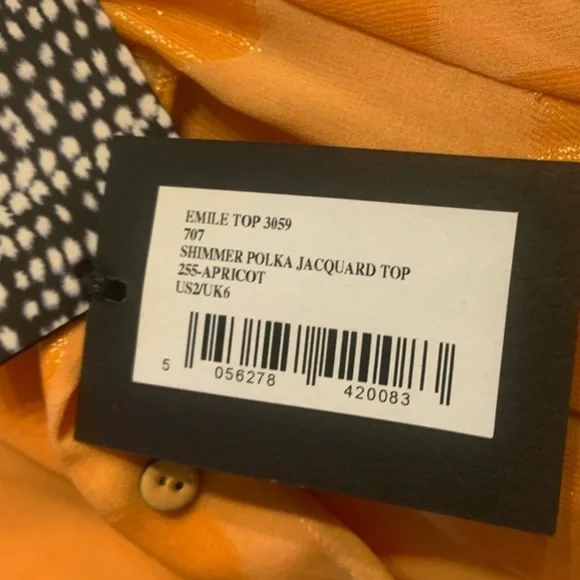 EMILE TOP 3059
707
SHIMMER POLKA JACQUARD TOP
255-APRICOT
US2/UK6
5 056278 420083